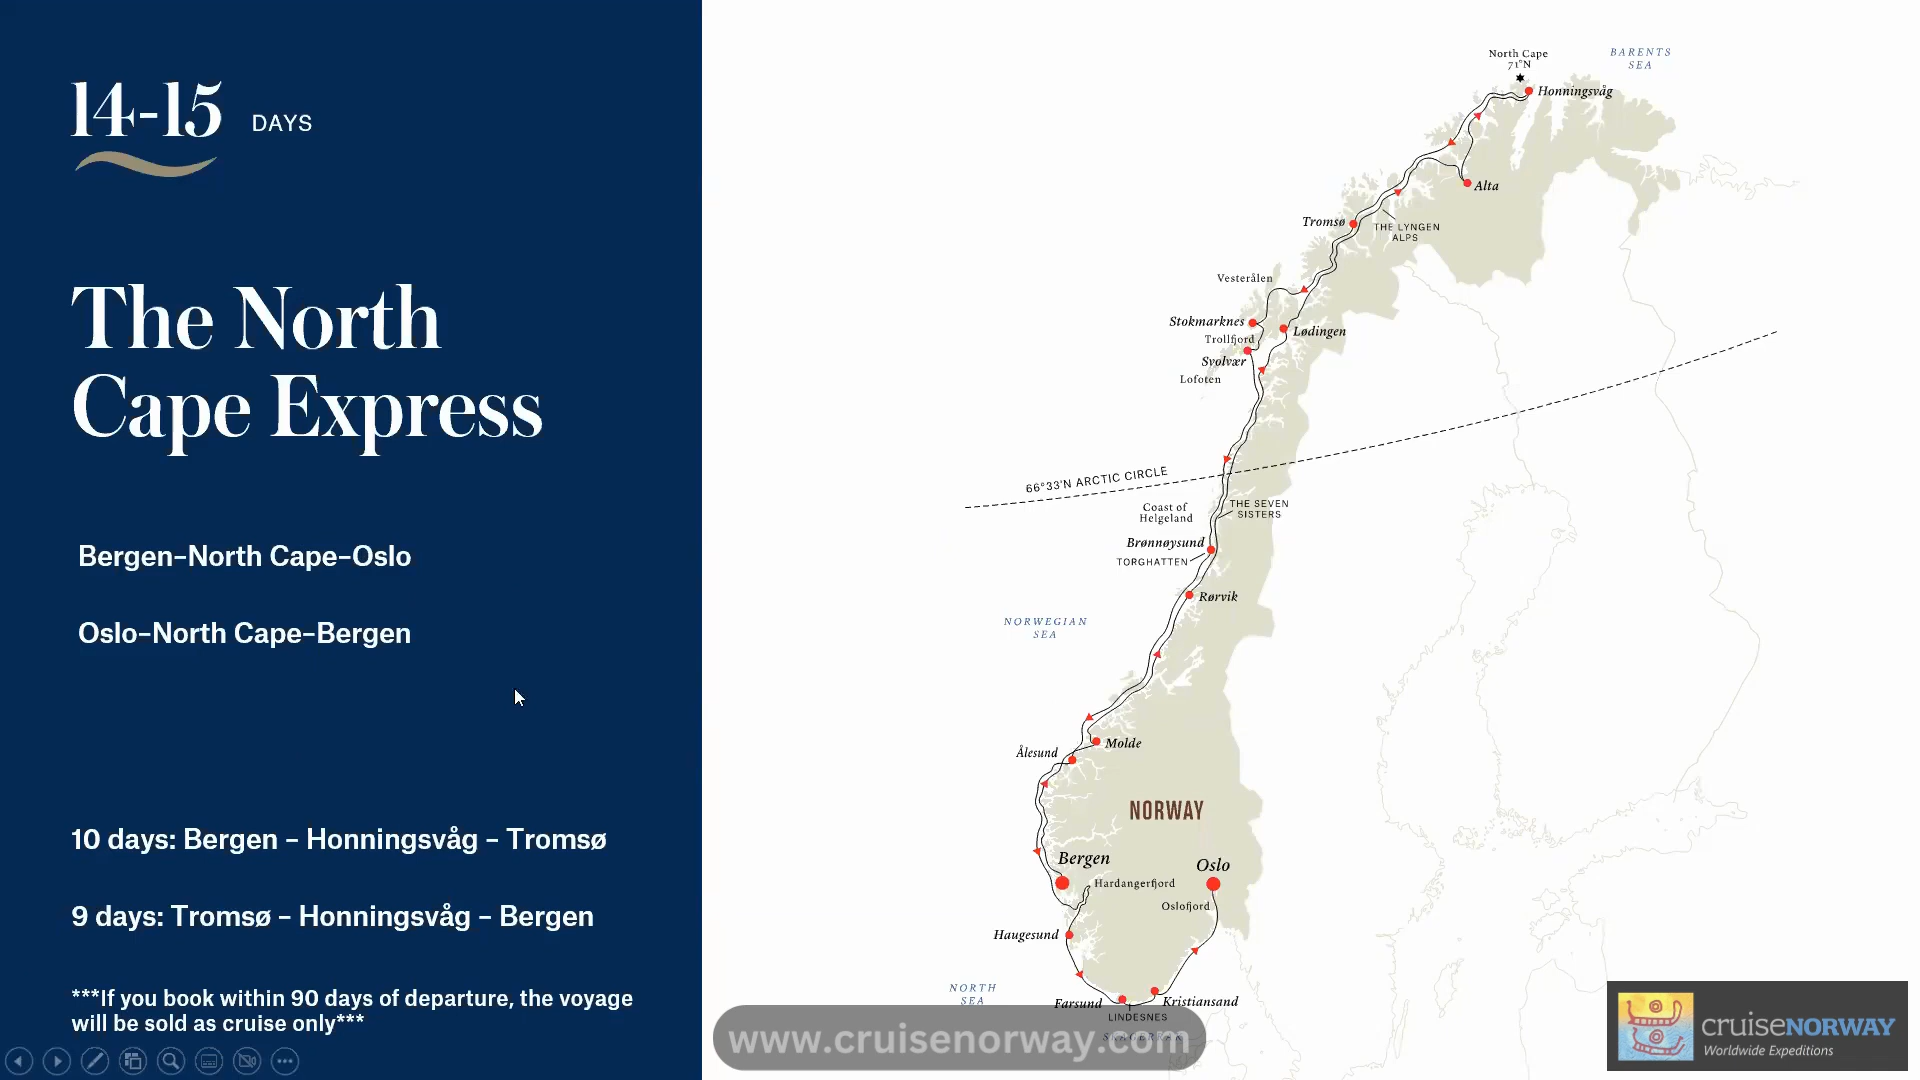 14-15 DAYS
The North
Cape Express
Bergen–North Cape–Oslo
Oslo–North Cape–Bergen
10 days: Bergen – Honningsvåg – Tromsø
9 days: Tromsø – Honningsvåg – Bergen
***If you book within 90 days of departure, the voyage
will be sold as cruise only***
North Cape
71°N
BARENTS
SEA
Honningsvåg
Alta
Tromsø
THE LYNGEN
ALPS
Vesterålen
Stokmarknes
Lødingen
Trollfjord
Svolvær
Lofoten
66°33'N ARCTIC CIRCLE
Coast of
Helgeland
THE SEVEN
SISTERS
Brønnøysund
TORGHATTEN
Rørvik
NORWEGIAN
SEA
Molde
Ålesund
NORWAY
Bergen
Oslo
Hardangerfjord
Oslofjord
Haugesund
NORTH
SEA
Farsund
Kristiansand
LINDESNES
SKAGERRAK
www.cruisenorway.com
cruiseNORWAY
Worldwide Expeditions